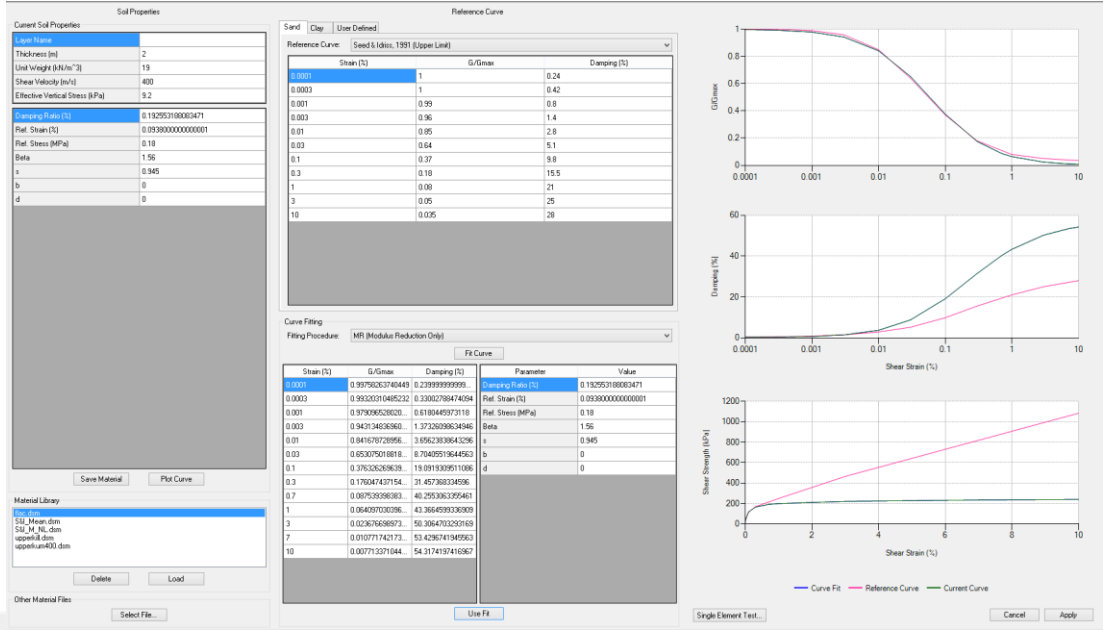 Soil Properties
Current Soil Properties
Layer Name
Thickness (m) 2
Unit Weight (kN/m^3) 19
Shear Velocity (m/s) 400
Effective Vertical Stress (kPa) 9.2
Damping Ratio (%) 0.192553188083471
Ref. Strain (%) 0.0938000000000001
Ref. Stress (MPa) 0.18
Beta 1.56
s 0.945
b 0
d 0
Save Material Plot Curve
Material Library
S&I_Mean.dsm
S&I_M_NL.dsm
upperkill.dsm
upperkum400.dsm
Delete Load
Other Material Files
Select File...
Reference Curve
Sand Clay User Defined
Reference Curve: Seed & Idriss, 1991 (Upper Limit)
Strain (%) G/Gmax Damping (%)
0.0001 1 0.24
0.0003 1 0.42
0.001 0.99 0.8
0.003 0.96 1.4
0.01 0.85 2.8
0.03 0.64 5.1
0.1 0.37 9.8
0.3 0.18 15.5
1 0.08 21
3 0.05 25
10 0.035 28
Curve Fitting
Fitting Procedure: MR (Modulus Reduction Only)
Fit Curve
Strain (%) G/Gmax Damping (%)
0.0001 0.99758263740449 0.239999999999...
0.0003 0.99320310485232 0.33002788474094
0.001 0.979096528020... 0.6180445973118
0.003 0.943134836960... 1.37326098634946
0.01 0.841678728956... 3.65623838643296
0.03 0.653075018818... 8.70405519644563
0.1 0.376326269639... 19.0919309511086
0.3 0.176047437154... 31.457368334596
0.7 0.087539398383... 40.2553063355461
1 0.064097030396... 43.3664599336909
3 0.023676698973... 50.3064703293169
7 0.010771742173... 53.4296741945563
10 0.007713371044... 54.3174197416967
Parameter Value
Damping Ratio (%) 0.192553188083471
Ref. Strain (%) 0.0938000000000001
Ref. Stress (MPa) 0.18
Beta 1.56
s 0.945
b 0
d 0
Use Fit
G/Gmax
1
0.8
0.6
0.4
0.2
0
0.0001 0.001 0.01 0.1 1 10
Damping (%)
60
40
20
0
0.0001 0.001 0.01 0.1 1 10
Shear Strain (%)
Shear Strength (kPa)
1200
1000
800
600
400
200
0
0 2 4 6 8 10
Shear Strain (%)
Curve Fit Reference Curve Current Curve
Single Element Test... Cancel Apply